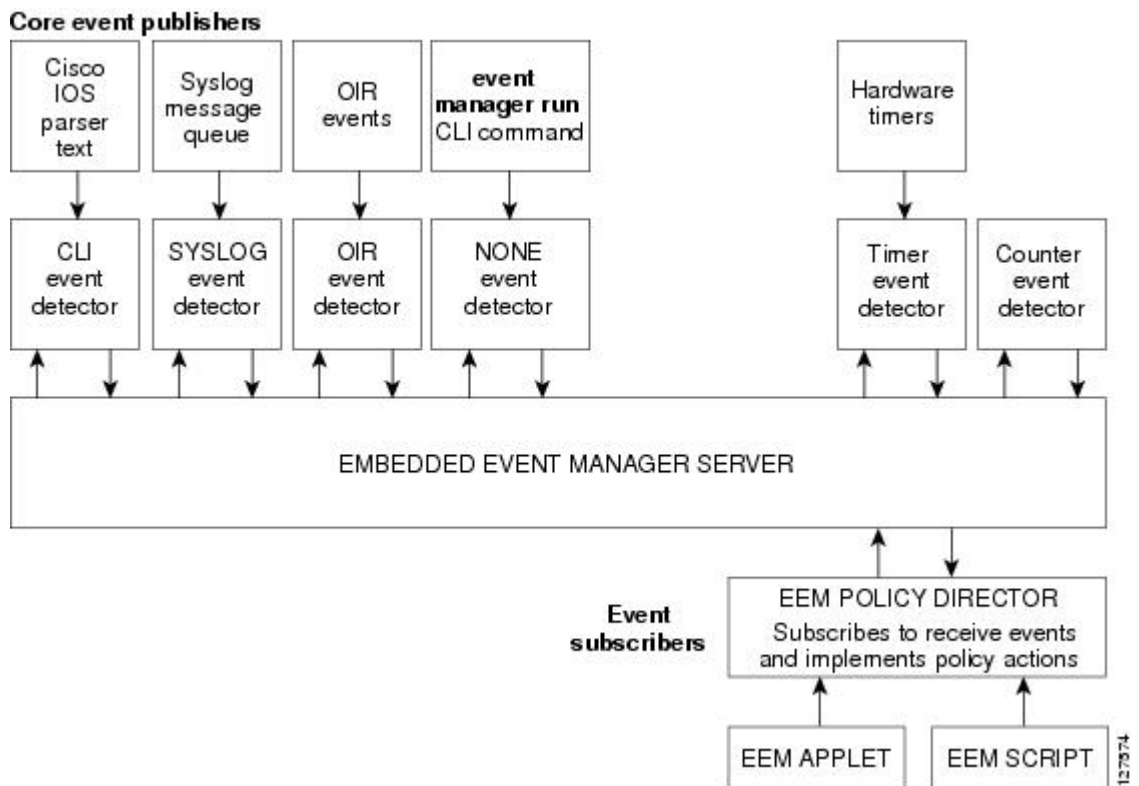 Core event publishers
Cisco
IOS
parser
text
Syslog
message
queue
OIR
events
event
manager run
CLI command
Hardware
timers
CLI
event
detector
SYSLOG
event
detector
OIR
event
detector
NONE
event
detector
Timer
event
detector
Counter
event
detector
EMBEDDED EVENT MANAGER SERVER
Event
subscribers
EEM POLICY DIRECTOR
Subscribes to receive events
and implements policy actions
EEM APPLET
EEM SCRIPT
127574